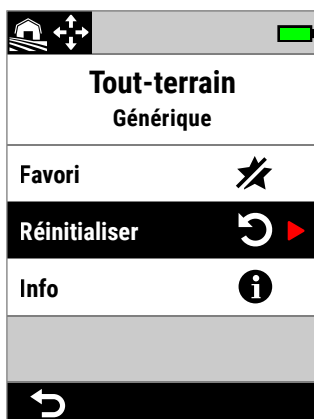 Tout-terrain
Générique
Favori
Réinitialiser
Info